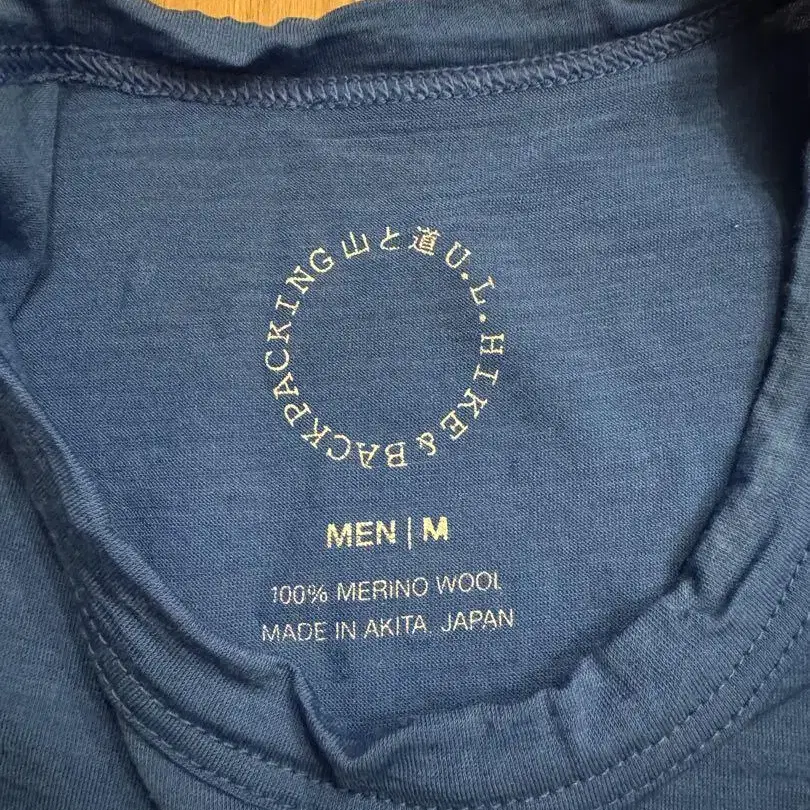 山と道 U.L. HIKE & BACKPACKING
MEN | M
100% MERINO WOOL
MADE IN AKITA, JAPAN